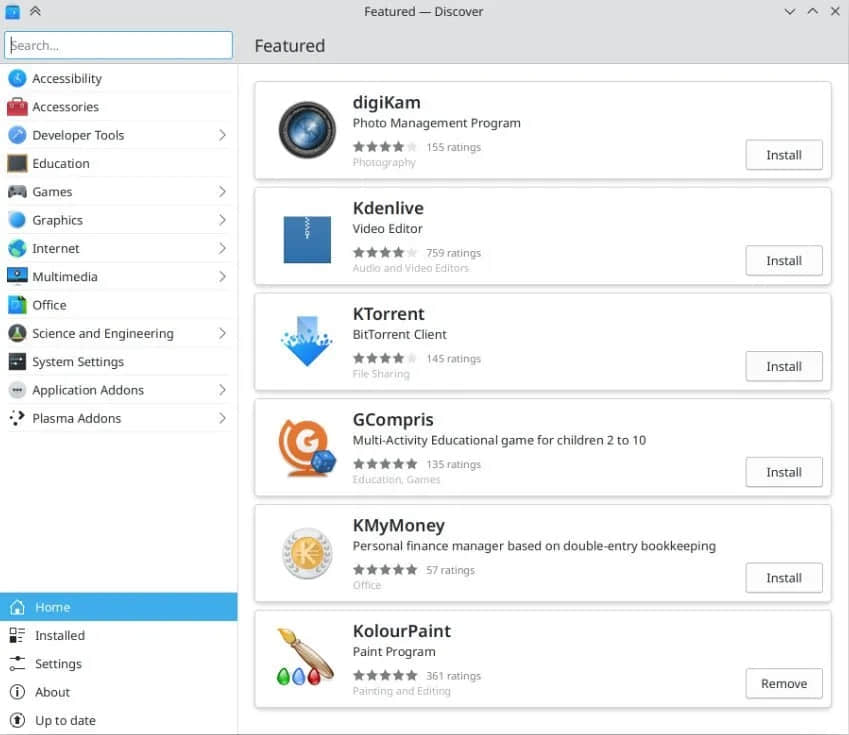 Featured — Discover
Search...
Featured
Accessibility
Accessories
Developer Tools
Education
Games
Graphics
Internet
Multimedia
Office
Science and Engineering
System Settings
Application Addons
Plasma Addons
Home
Installed
Settings
About
Up to date
digiKam
Photo Management Program
155 ratings
Photography
Install
Kdenlive
Video Editor
759 ratings
Audio and Video Editors
Install
KTorrent
BitTorrent Client
145 ratings
File Sharing
Install
GCompris
Multi-Activity Educational game for children 2 to 10
135 ratings
Education, Games
Install
KMyMoney
Personal finance manager based on double-entry bookkeeping
57 ratings
Office
Install
KolourPaint
Paint Program
361 ratings
Painting and Editing
Remove